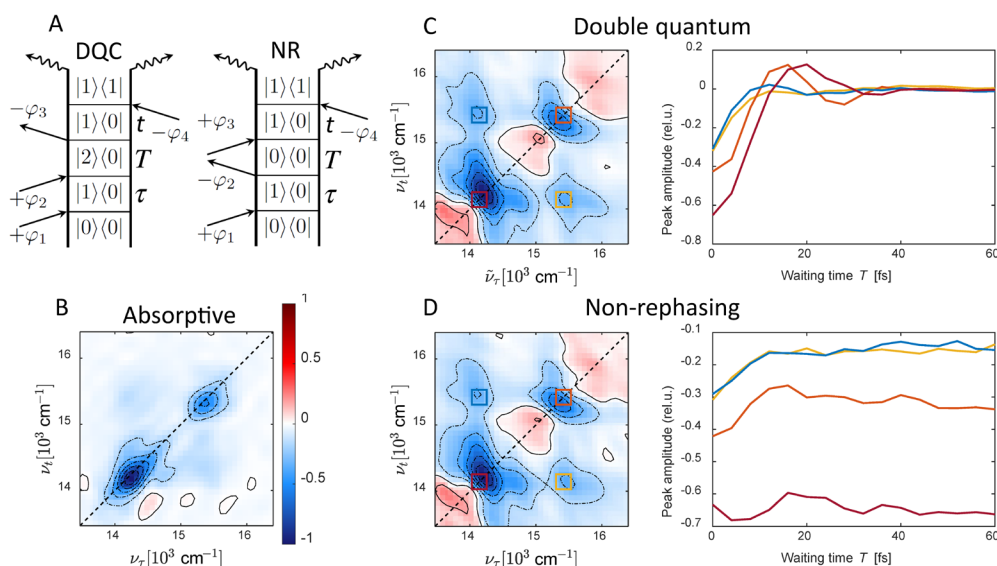 A
DQC
NR
|1⟩⟨1|
|1⟩⟨0|
|2⟩⟨0|
|1⟩⟨0|
|0⟩⟨0|
t
T
τ
−φ3
−φ4
+φ2
+φ1
|1⟩⟨1|
|1⟩⟨0|
|0⟩⟨0|
|1⟩⟨0|
|0⟩⟨0|
t
T
τ
+φ3
−φ4
−φ2
+φ1
B
Absorptive
16
15
14
νt[10³ cm⁻¹]
14 15 16
ντ[10³ cm⁻¹]
1
0.5
0
-0.5
-1
C
Double quantum
16
15
14
νt[10³ cm⁻¹]
14 15 16
ν̃τ[10³ cm⁻¹]
0.2
0
-0.2
-0.4
-0.6
-0.8
Peak amplitude (rel.u.)
0 20 40 60
Waiting time T [fs]
D
Non-rephasing
16
15
14
νt[10³ cm⁻¹]
14 15 16
ντ[10³ cm⁻¹]
-0.1
-0.2
-0.3
-0.4
-0.5
-0.6
-0.7
Peak amplitude (rel.u.)
0 20 40 60
Waiting time T [fs]